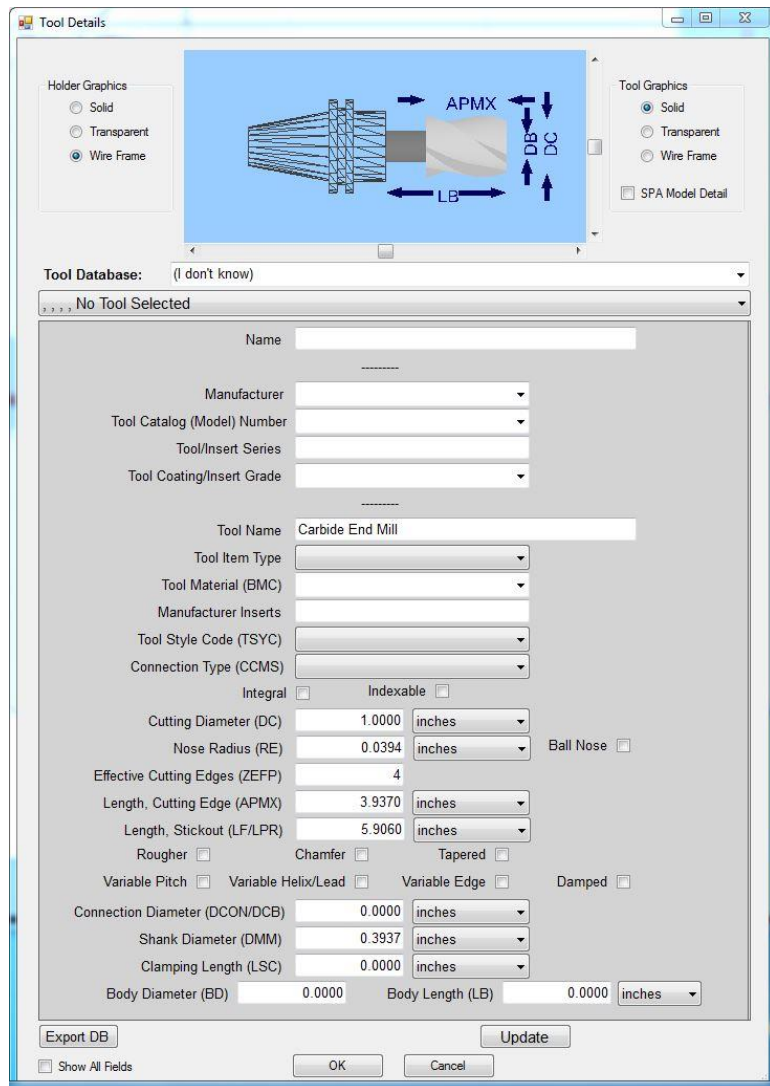 Tool Details
Holder Graphics
Solid
Transparent
Wire Frame
APMX
DB
DC
LB
Tool Graphics
Solid
Transparent
Wire Frame
SPA Model Detail
Tool Database: (I don't know)
, , , , No Tool Selected
Name
---------
Manufacturer
Tool Catalog (Model) Number
Tool/Insert Series
Tool Coating/Insert Grade
---------
Tool Name Carbide End Mill
Tool Item Type
Tool Material (BMC)
Manufacturer Inserts
Tool Style Code (TSYC)
Connection Type (CCMS)
Integral Indexable
Cutting Diameter (DC) 1.0000 inches
Nose Radius (RE) 0.0394 inches Ball Nose
Effective Cutting Edges (ZEFP) 4
Length, Cutting Edge (APMX) 3.9370 inches
Length, Stickout (LF/LPR) 5.9060 inches
Rougher Chamfer Tapered
Variable Pitch Variable Helix/Lead Variable Edge Damped
Connection Diameter (DCON/DCB) 0.0000 inches
Shank Diameter (DMM) 0.3937 inches
Clamping Length (LSC) 0.0000 inches
Body Diameter (BD) 0.0000 Body Length (LB) 0.0000 inches
Export DB Update
Show All Fields OK Cancel